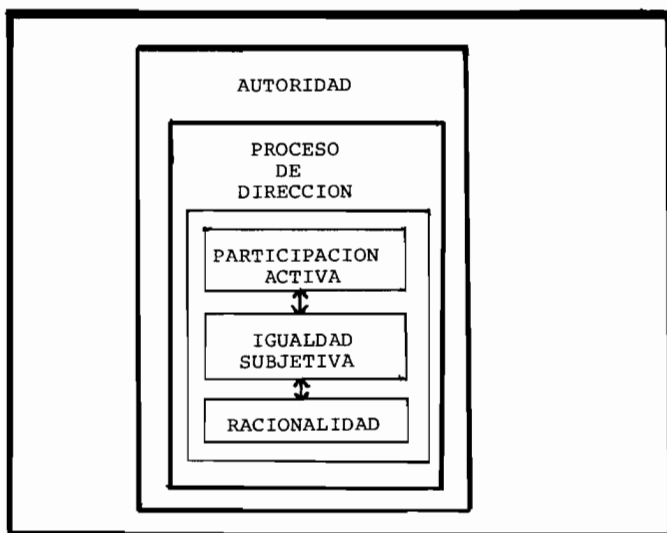 AUTORIDAD
PROCESO
DE
DIRECCION
PARTICIPACION
ACTIVA
IGUALDAD
SUBJETIVA
RACIONALIDAD